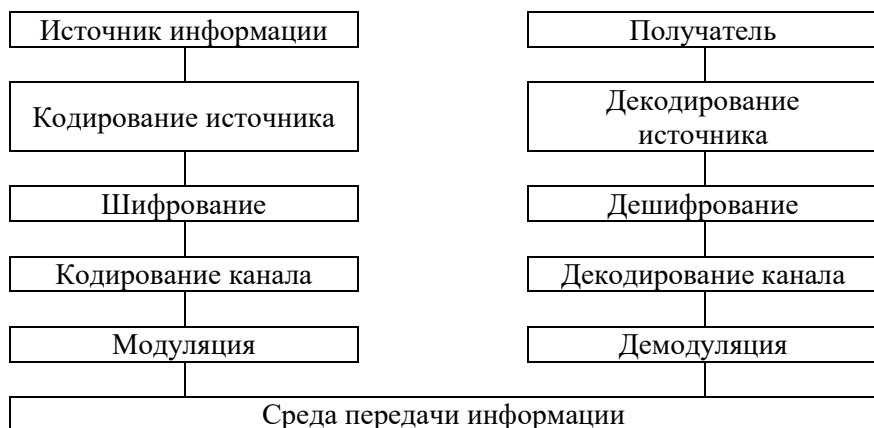 Источник информации
Получатель
Кодирование источника
Декодирование
источника
Шифрование
Дешифрование
Кодирование канала
Декодирование канала
Модуляция
Демодуляция
Среда передачи информации